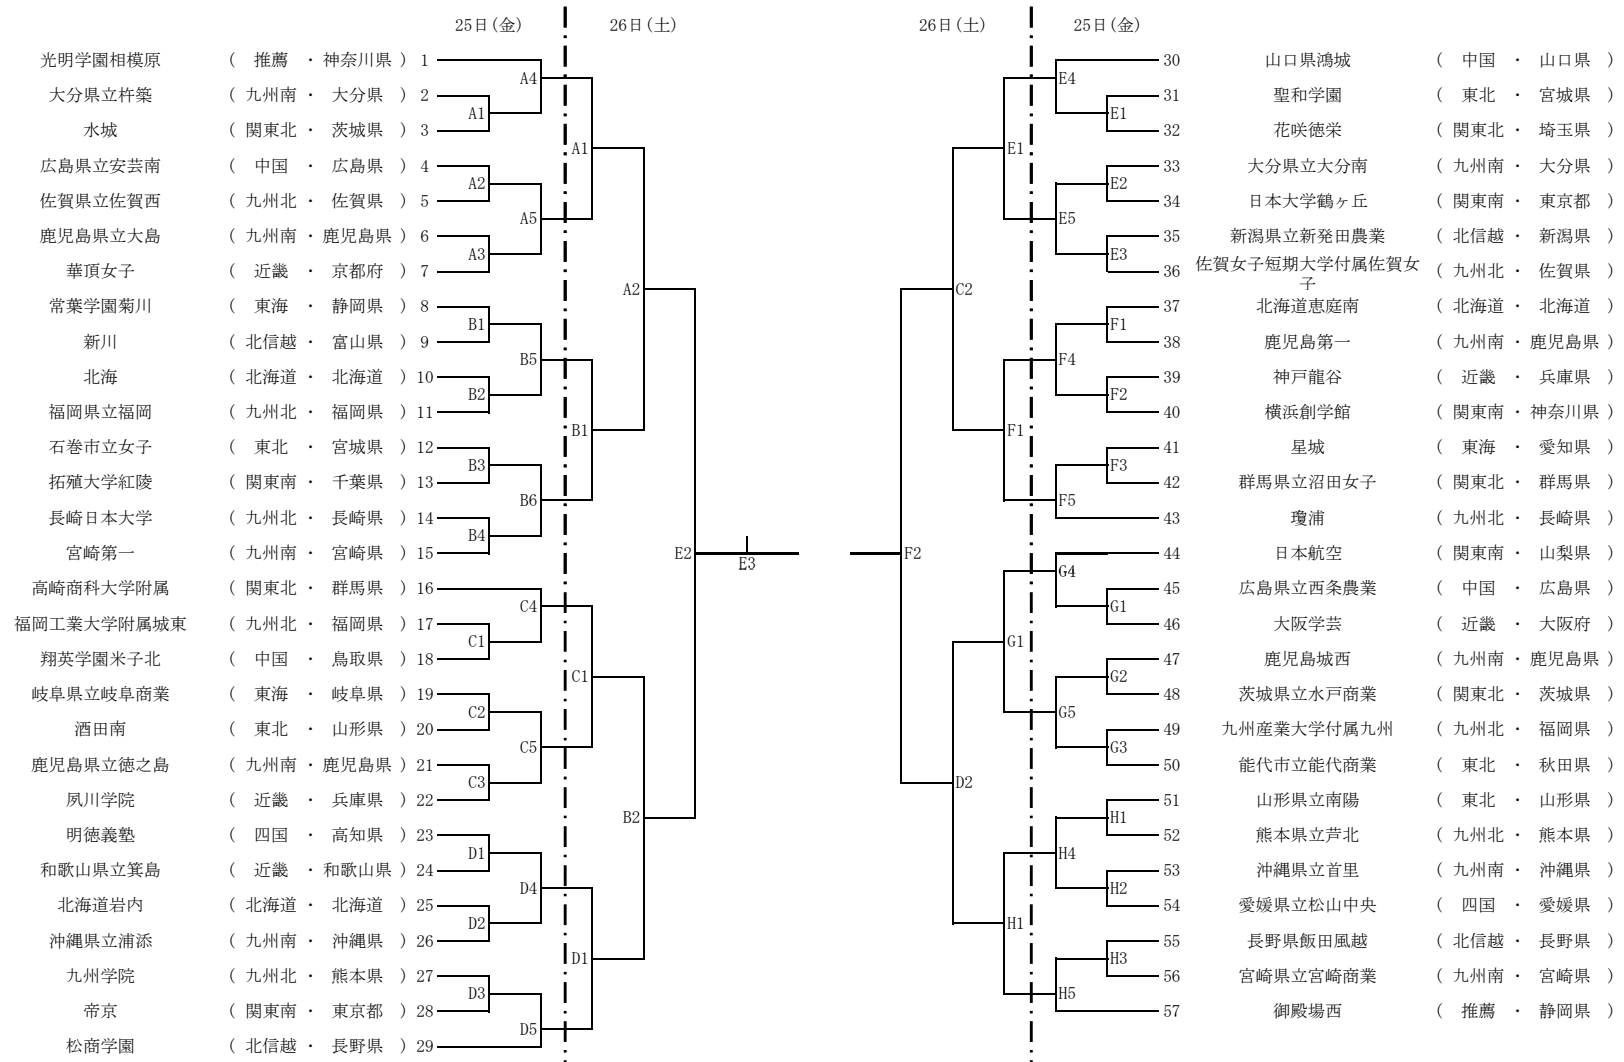 25日(金) 26日(土) 26日(土) 25日(金)
光明学園相模原 ( 推薦 ・ 神奈川県 ) 1
大分県立杵築 ( 九州南 ・ 大分県 ) 2
水城 ( 関東北 ・ 茨城県 ) 3
広島県立安芸南 ( 中国 ・ 広島県 ) 4
佐賀県立佐賀西 ( 九州北 ・ 佐賀県 ) 5
鹿児島県立大島 ( 九州南 ・ 鹿児島県 ) 6
華頂女子 ( 近畿 ・ 京都府 ) 7
常葉学園菊川 ( 東海 ・ 静岡県 ) 8
新川 ( 北信越 ・ 富山県 ) 9
北海 ( 北海道 ・ 北海道 ) 10
福岡県立福岡 ( 九州北 ・ 福岡県 ) 11
石巻市立女子 ( 東北 ・ 宮城県 ) 12
拓殖大学紅陵 ( 関東南 ・ 千葉県 ) 13
長崎日本大学 ( 九州北 ・ 長崎県 ) 14
宮崎第一 ( 九州南 ・ 宮崎県 ) 15
高崎商科大学附属 ( 関東北 ・ 群馬県 ) 16
福岡工業大学附属城東 ( 九州北 ・ 福岡県 ) 17
翔英学園米子北 ( 中国 ・ 鳥取県 ) 18
岐阜県立岐阜商業 ( 東海 ・ 岐阜県 ) 19
酒田南 ( 東北 ・ 山形県 ) 20
鹿児島県立徳之島 ( 九州南 ・ 鹿児島県 ) 21
夙川学院 ( 近畿 ・ 兵庫県 ) 22
明徳義塾 ( 四国 ・ 高知県 ) 23
和歌山県立箕島 ( 近畿 ・ 和歌山県 ) 24
北海道岩内 ( 北海道 ・ 北海道 ) 25
沖縄県立浦添 ( 九州南 ・ 沖縄県 ) 26
九州学院 ( 九州北 ・ 熊本県 ) 27
帝京 ( 関東南 ・ 東京都 ) 28
松商学園 ( 北信越 ・ 長野県 ) 29
A4
A1
A2
A5
A3
B1
B5
B2
B3
B6
B4
C4
C1
C2
C5
C3
D1
D4
D2
D3
D5
A1
B1
C1
D1
A2
B2
E2
E3
F2
C2
D2
E1
F1
G1
H1
E4
E1
E2
E5
E3
F1
F4
F2
F3
F5
G4
G1
G2
G5
G3
H1
H4
H2
H3
H5
30 山口県鴻城 ( 中国 ・ 山口県 )
31 聖和学園 ( 東北 ・ 宮城県 )
32 花咲徳栄 ( 関東北 ・ 埼玉県 )
33 大分県立大分南 ( 九州南 ・ 大分県 )
34 日本大学鶴ヶ丘 ( 関東南 ・ 東京都 )
35 新潟県立新発田農業 ( 北信越 ・ 新潟県 )
36 佐賀女子短期大学付属佐賀女 ( 九州北 ・ 佐賀県 )
子
37 北海道恵庭南 ( 北海道 ・ 北海道 )
38 鹿児島第一 ( 九州南 ・ 鹿児島県 )
39 神戸龍谷 ( 近畿 ・ 兵庫県 )
40 横浜創学館 ( 関東南 ・ 神奈川県 )
41 星城 ( 東海 ・ 愛知県 )
42 群馬県立沼田女子 ( 関東北 ・ 群馬県 )
43 瓊浦 ( 九州北 ・ 長崎県 )
44 日本航空 ( 関東南 ・ 山梨県 )
45 広島県立西条農業 ( 中国 ・ 広島県 )
46 大阪学芸 ( 近畿 ・ 大阪府 )
47 鹿児島城西 ( 九州南 ・ 鹿児島県 )
48 茨城県立水戸商業 ( 関東北 ・ 茨城県 )
49 九州産業大学付属九州 ( 九州北 ・ 福岡県 )
50 能代市立能代商業 ( 東北 ・ 秋田県 )
51 山形県立南陽 ( 東北 ・ 山形県 )
52 熊本県立芦北 ( 九州北 ・ 熊本県 )
53 沖縄県立首里 ( 九州南 ・ 沖縄県 )
54 愛媛県立松山中央 ( 四国 ・ 愛媛県 )
55 長野県飯田風越 ( 北信越 ・ 長野県 )
56 宮崎県立宮崎商業 ( 九州南 ・ 宮崎県 )
57 御殿場西 ( 推薦 ・ 静岡県 )